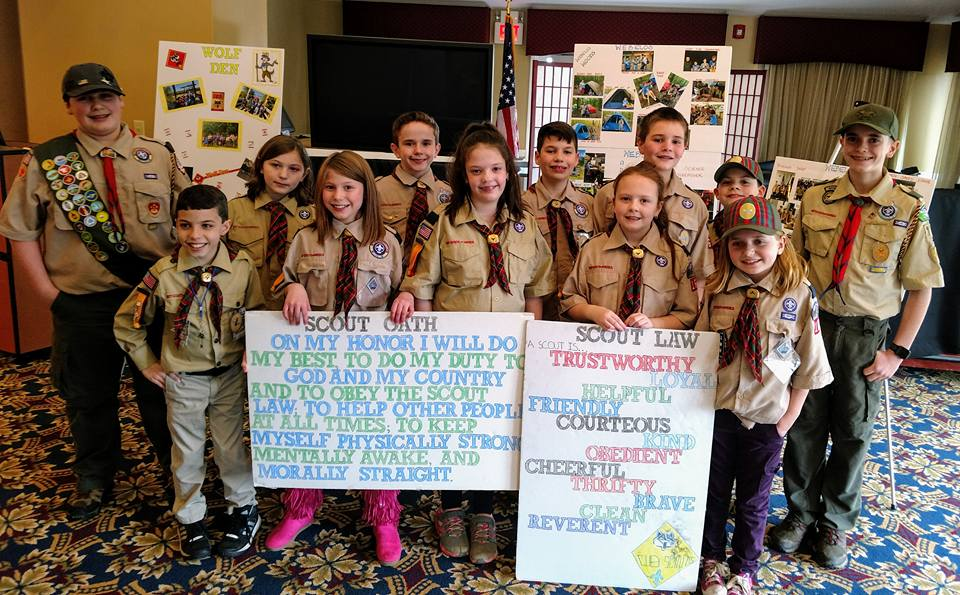 WOLF
DEN
EXIT
WEBELOS
SCOUT OATH
ON MY HONOR I WILL DO
MY BEST TO DO MY DUTY TO
GOD AND MY COUNTRY
AND TO OBEY THE SCOUT
LAW; TO HELP OTHER PEOPLE
AT ALL TIMES; TO KEEP
MYSELF PHYSICALLY STRONG
MENTALLY AWAKE, AND
MORALLY STRAIGHT.
SCOUT LAW
A SCOUT IS...
TRUSTWORTHY
LOYAL
HELPFUL
FRIENDLY
COURTEOUS
KIND
OBEDIENT
CHEERFUL
THRIFTY
BRAVE
CLEAN
REVERENT
CUB SCOUTS